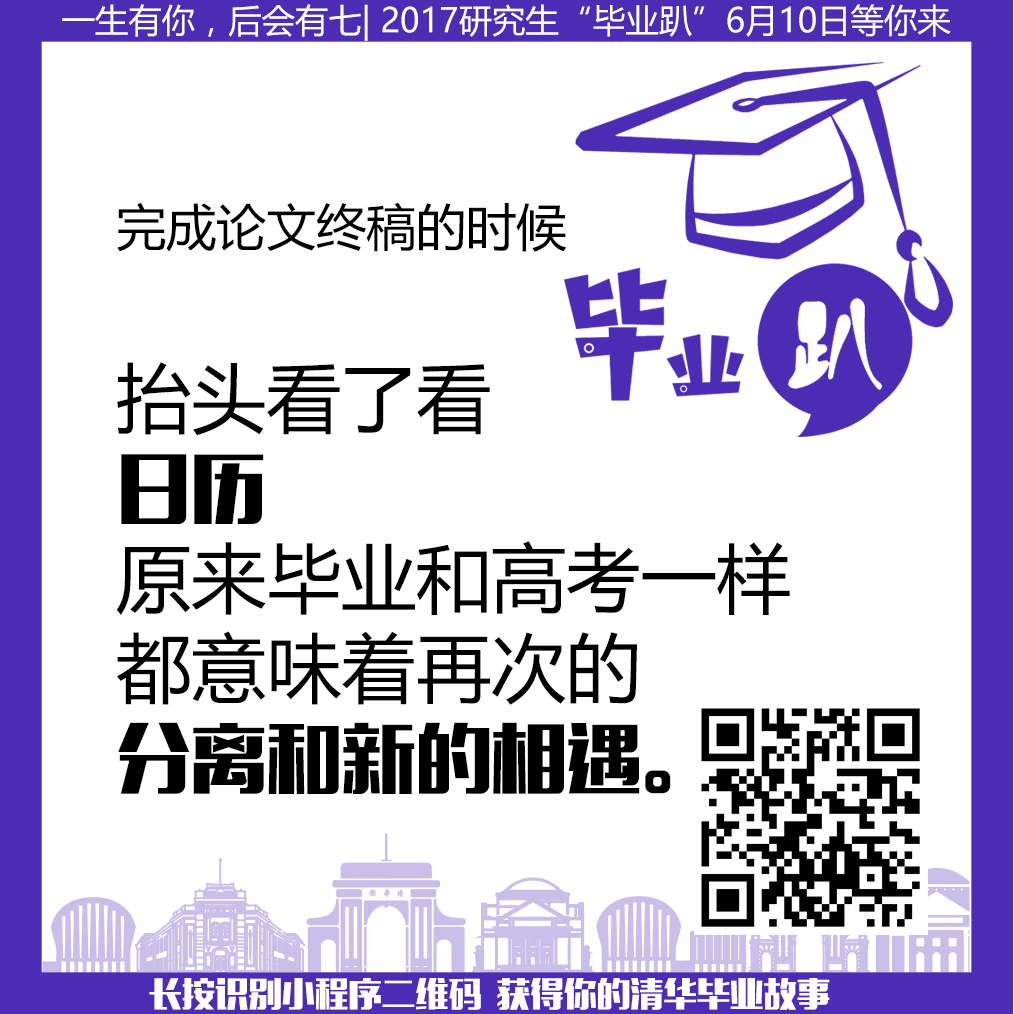 一生有你，后会有七| 2017研究生“毕业趴”6月10日等你来
完成论文终稿的时候
毕业趴
抬头看了看
日历
原来毕业和高考一样
都意味着再次的
分离和新的相遇。
清華園
长按识别小程序二维码 获得你的清华毕业故事